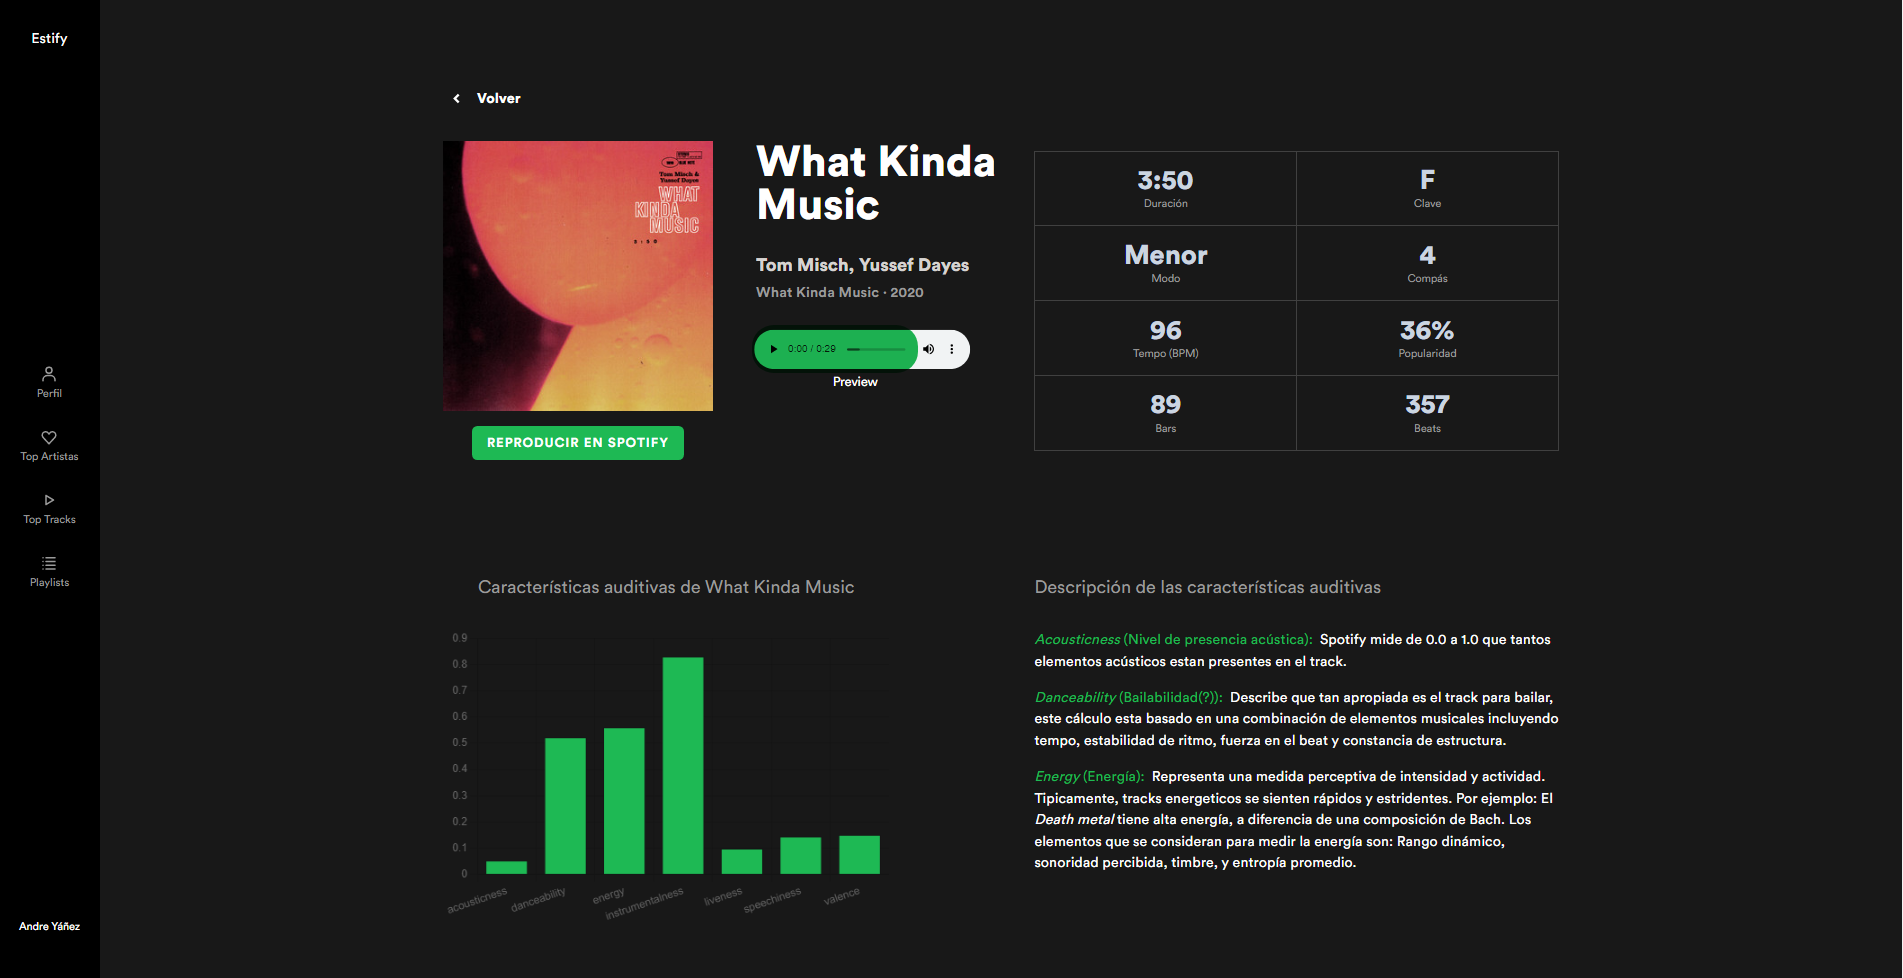 Estify
Perfil
Top Artistas
Top Tracks
Playlists
Andre Yáñez
Volver
Tom Misch &
Yussef Dayes
WHAT
KINDA
MUSIC
3:50
REPRODUCIR EN SPOTIFY
What Kinda
Music
Tom Misch, Yussef Dayes
What Kinda Music · 2020
0:00 / 0:29
Preview
3:50
Duración
F
Clave
Menor
Modo
4
Compás
96
Tempo (BPM)
36%
Popularidad
89
Bars
357
Beats
Características auditivas de What Kinda Music
0.9
0.8
0.7
0.6
0.5
0.4
0.3
0.2
0.1
0
acousticness
danceability
energy
instrumentalness
liveness
speechiness
valence
Descripción de las características auditivas
Acousticness (Nivel de presencia acústica): Spotify mide de 0.0 a 1.0 que tantos
elementos acústicos estan presentes en el track.
Danceability (Bailabilidad(?)): Describe que tan apropiada es el track para bailar,
este cálculo esta basado en una combinación de elementos musicales incluyendo
tempo, estabilidad de ritmo, fuerza en el beat y constancia de estructura.
Energy (Energía): Representa una medida perceptiva de intensidad y actividad.
Tipicamente, tracks energeticos se sienten rápidos y estridentes. Por ejemplo: El
Death metal tiene alta energía, a diferencia de una composición de Bach. Los
elementos que se consideran para medir la energía son: Rango dinámico,
sonoridad percibida, timbre, y entropía promedio.